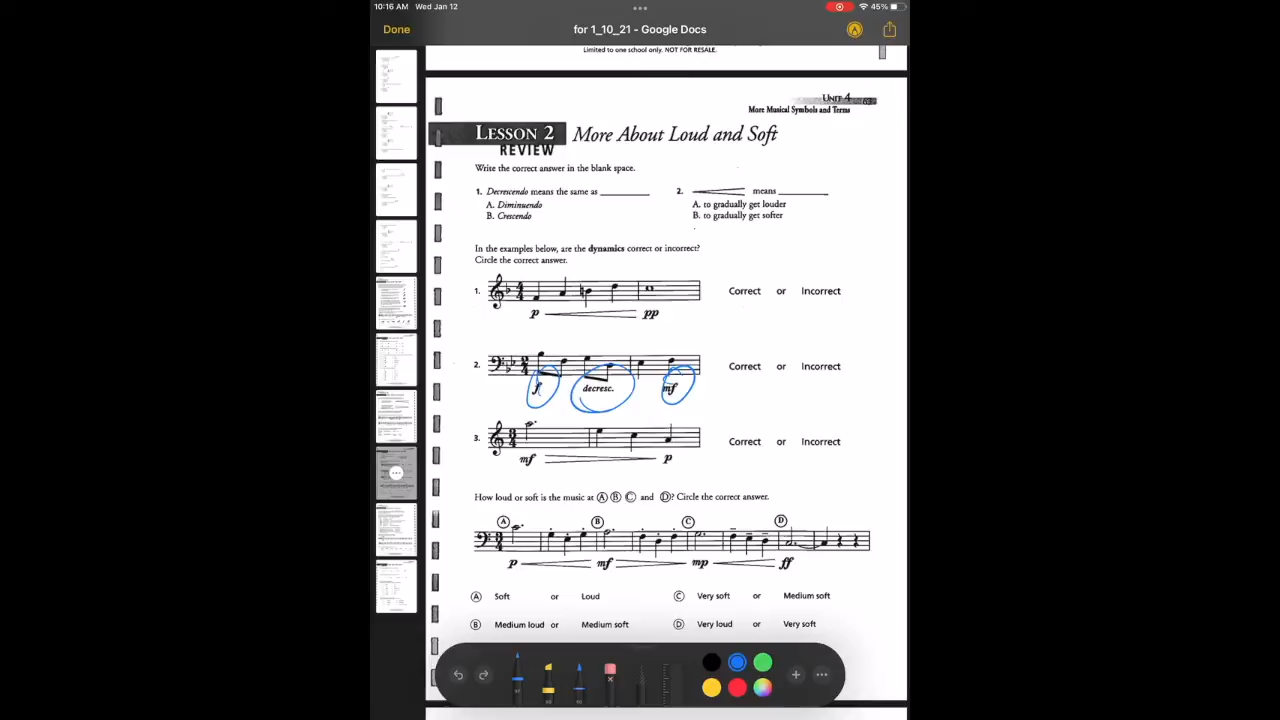 10:16 AM Wed Jan 12
45%
Done
for 1_10_21 - Google Docs
Limited to one school only. NOT FOR RESALE.
UNIT 4 63
More Musical Symbols and Terms
LESSON 2 More About Loud and Soft
REVIEW
Write the correct answer in the blank space.
1. Decrescendo means the same as
A. Diminuendo
B. Crescendo
2. means
A. to gradually get louder
B. to gradually get softer
In the examples below, are the dynamics correct or incorrect?
Circle the correct answer.
1. Correct or Incorrect
p pp
2. Correct or Incorrect
f decresc. mf
3. Correct or Incorrect
mf p
How loud or soft is the music at Ⓐ Ⓑ Ⓒ and Ⓓ? Circle the correct answer.
Ⓐ Ⓑ Ⓒ Ⓓ
p mf mp ff
Ⓐ Soft or Loud
Ⓒ Very soft or Medium soft
Ⓑ Medium loud or Medium soft
Ⓓ Very loud or Very soft